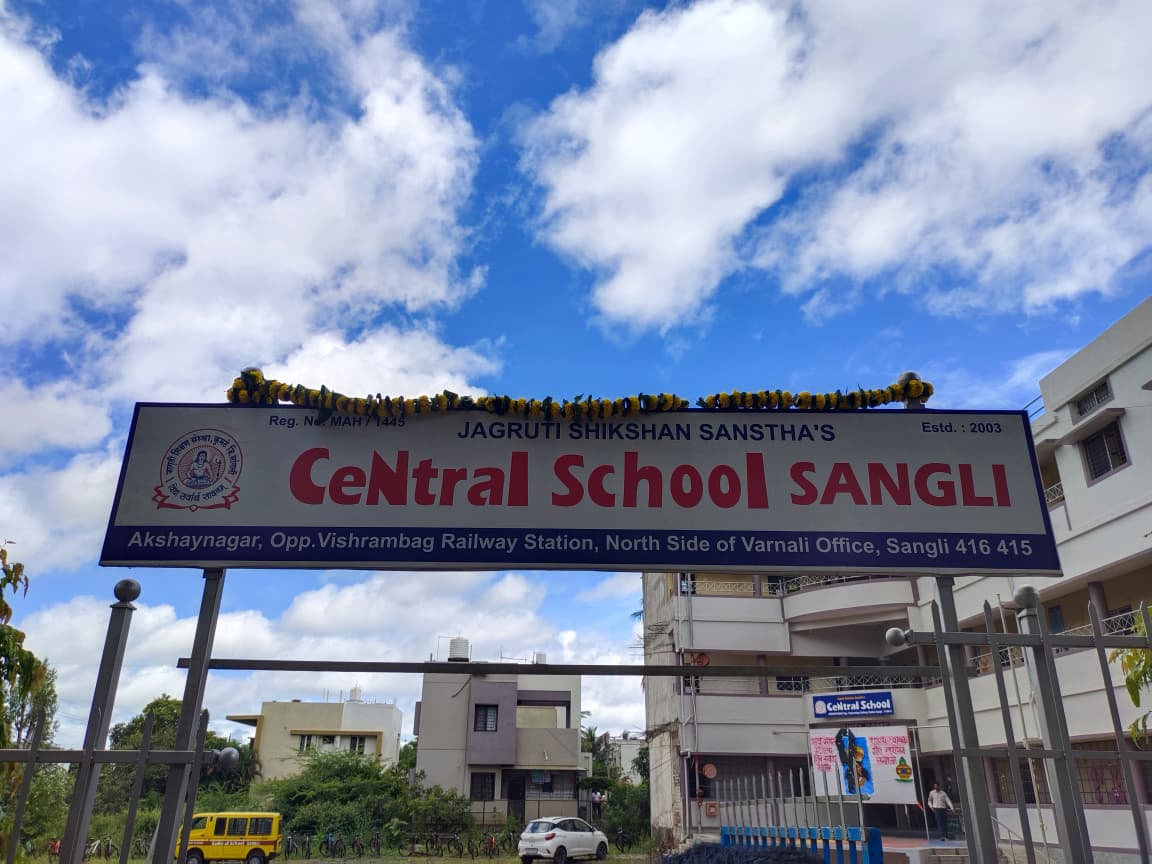 Reg. No. MAH / 1445
JAGRUTI SHIKSHAN SANSTHA'S
Estd. : 2003
CeNtral School SANGLI
Akshaynagar, Opp.Vishrambag Railway Station, North Side of Varnali Office, Sangli 416 415
जागृती शिक्षण संस्था
CeNtral School